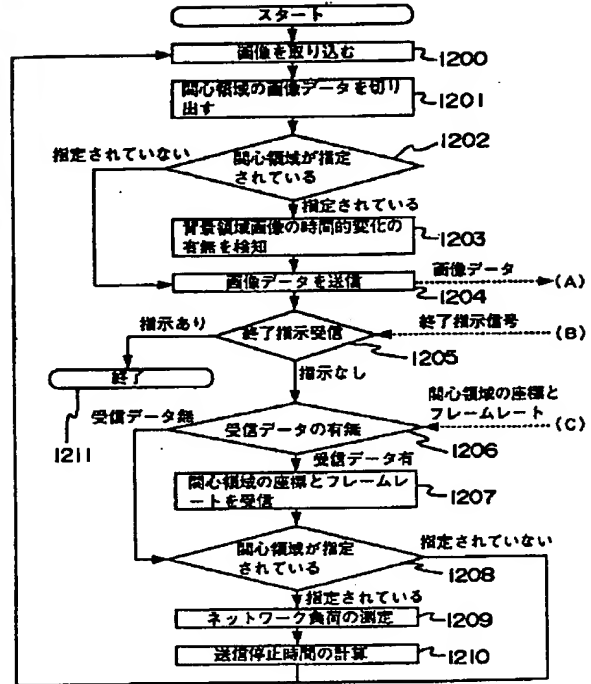 スタート
画像を取り込む
1200
関心領域の画像データを切り
出す
1201
1202
関心領域が指定
されている
指定されていない
指定されている
背景領域画像の時間的変化の
有無を検知
1203
画像データを送信
1204
画像データ
(A)
終了指示受信
1205
終了指示信号
(B)
指示あり
指示なし
終了
1211
関心領域の座標と
フレームレート
(C)
受信データの有無
1206
受信データ無
受信データ有
関心領域の座標とフレームレ
ートを受信
1207
関心領域が指定
されている
1208
指定されていない
指定されている
ネットワーク負荷の測定
1209
送信停止時間の計算
1210